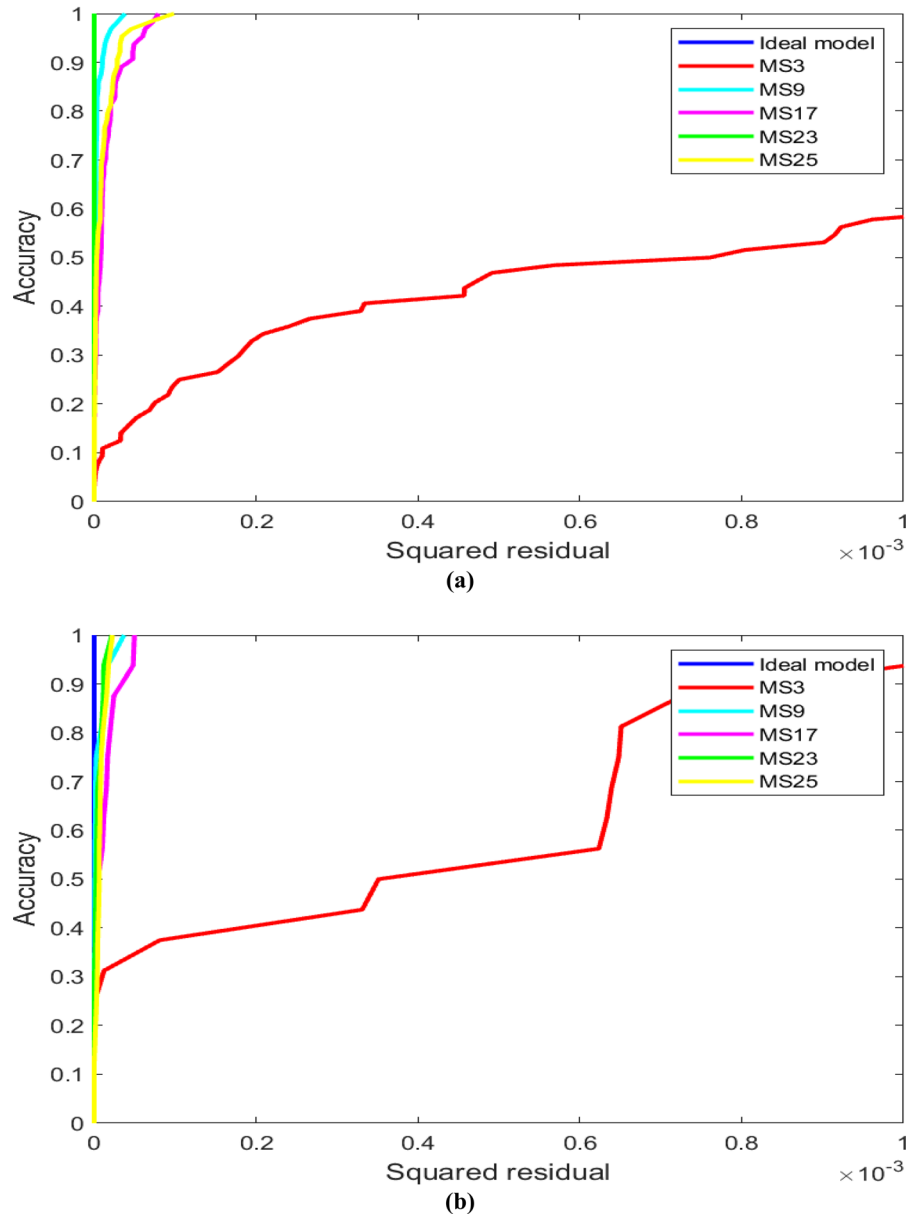 1
0.9
0.8
0.7
0.6
0.5
0.4
0.3
0.2
0.1
0
Accuracy
Ideal model
MS3
MS9
MS17
MS23
MS25
0 0.2 0.4 0.6 0.8 1
Squared residual ×10⁻³
(a)
1
0.9
0.8
0.7
0.6
0.5
0.4
0.3
0.2
0.1
0
Accuracy
Ideal model
MS3
MS9
MS17
MS23
MS25
0 0.2 0.4 0.6 0.8 1
Squared residual ×10⁻³
(b)